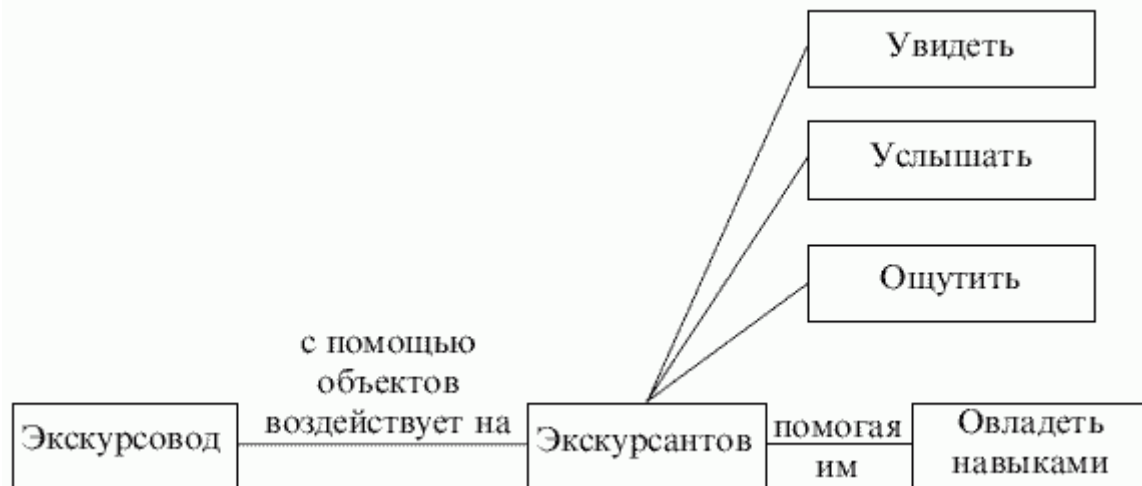 Увидеть
Услышать
Ощутить
с помощью
объектов
воздействует на
Экскурсовод
Экскурсантов
помогая
им
Овладеть
навыками